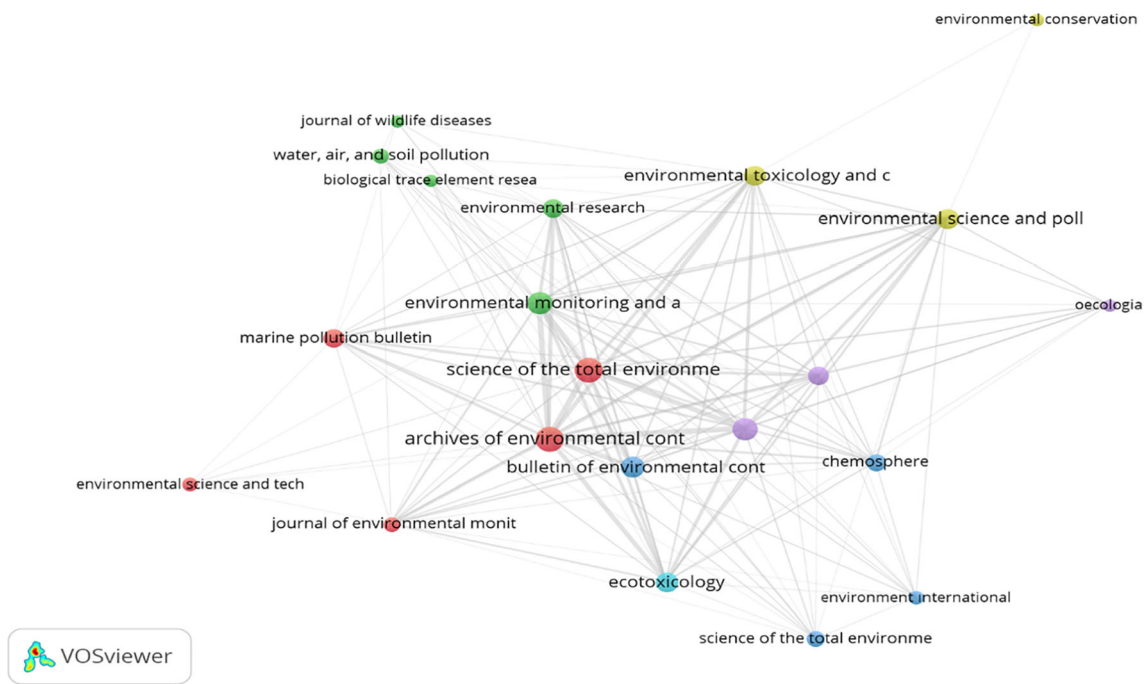 environmental conservation
journal of wildlife diseases
water, air, and soil pollution
environmental toxicology and c
biological trace element resea
environmental research
environmental science and poll
environmental monitoring and a
oecologia
marine pollution bulletin
science of the total environme
archives of environmental cont
bulletin of environmental cont
chemosphere
environmental science and tech
journal of environmental monit
ecotoxicology
environment international
science of the total environme
VOSviewer